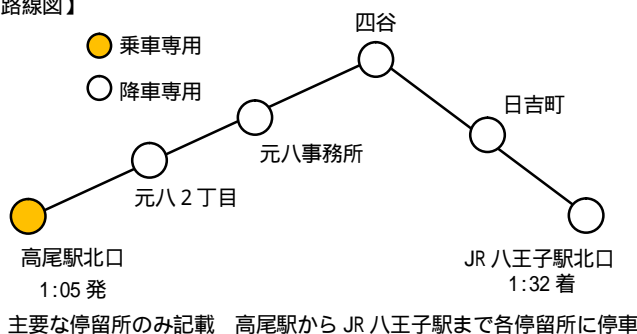 路線図】
乗車専用
降車専用
四谷
日吉町
元八事務所
元八２丁目
高尾駅北口
1:05 発
JR 八王子駅北口
1:32 着
主要な停留所のみ記載　高尾駅から JR 八王子駅まで各停留所に停車